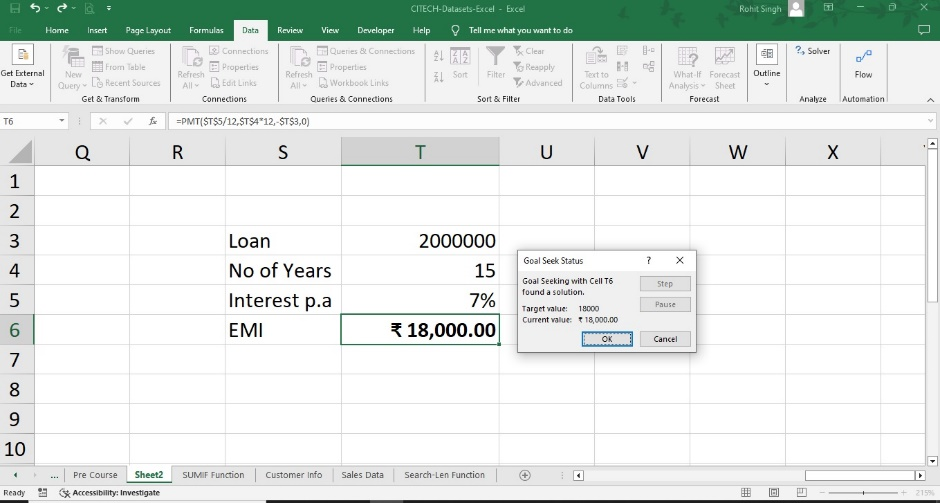 CITECH-Datasets-Excel - Excel
Rohit Singh
File Home Insert Page Layout Formulas Data Review View Developer Help Tell me what you want to do
Get External Data
New Query
Show Queries
From Table
Recent Sources
Get & Transform
Refresh All
Connections
Properties
Edit Links
Connections
Refresh All
Queries & Connections
Properties
Workbook Links
Queries & Connections
Sort
Filter
Clear
Reapply
Advanced
Sort & Filter
Text to Columns
Data Tools
What-If Analysis
Forecast Sheet
Forecast
Outline
Solver
Analyze
Flow
Automation
T6 fx =PMT($T$5/12,$T$4*12,-$T$3,0)
Q R S T U V W X
1
2
3 Loan 2000000
4 No of Years 15
5 Interest p.a 7%
6 EMI ₹ 18,000.00
7
8
9
10
Goal Seek Status ? X
Goal Seeking with Cell T6
found a solution.
Target value: 18000
Current value: ₹ 18,000.00
Step
Pause
OK Cancel
... Pre Course Sheet2 SUMIF Function Customer Info Sales Data Search-Len Function
Ready Accessibility: Investigate 215%